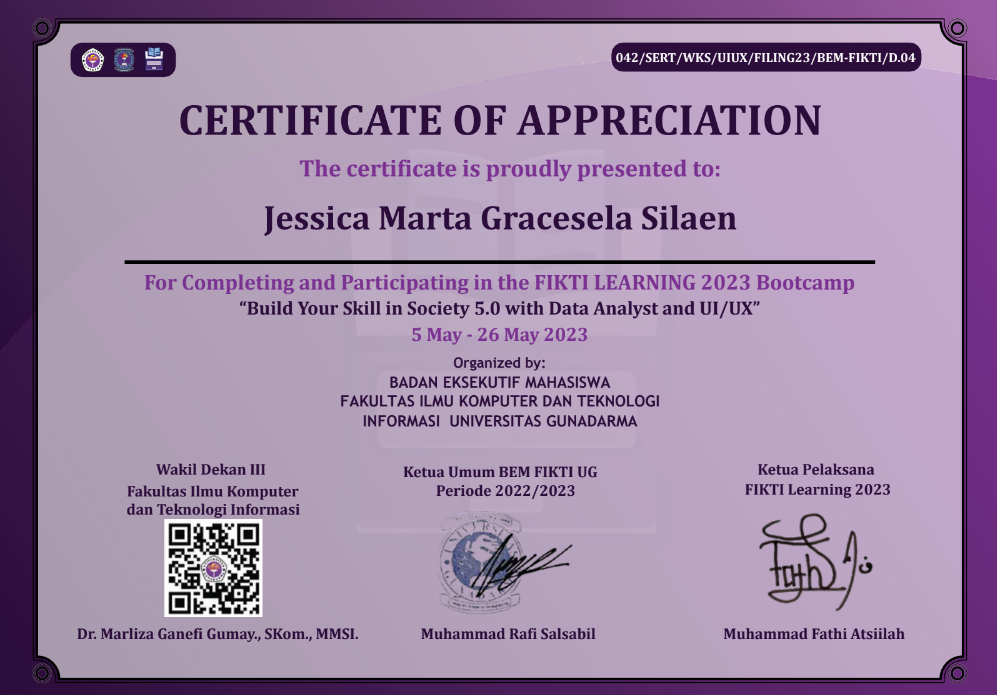 042/SERT/WKS/UIUX/FILING23/BEM-FIKTI/D.04
CERTIFICATE OF APPRECIATION
The certificate is proudly presented to:
Jessica Marta Gracesela Silaen
For Completing and Participating in the FIKTI LEARNING 2023 Bootcamp
“Build Your Skill in Society 5.0 with Data Analyst and UI/UX”
5 May - 26 May 2023
Organized by:
BADAN EKSEKUTIF MAHASISWA
FAKULTAS ILMU KOMPUTER DAN TEKNOLOGI
INFORMASI UNIVERSITAS GUNADARMA
Wakil Dekan III
Fakultas Ilmu Komputer
dan Teknologi Informasi
Dr. Marliza Ganefi Gumay., SKom., MMSI.
Ketua Umum BEM FIKTI UG
Periode 2022/2023
Muhammad Rafi Salsabil
Ketua Pelaksana
FIKTI Learning 2023
Muhammad Fathi Atsiilah